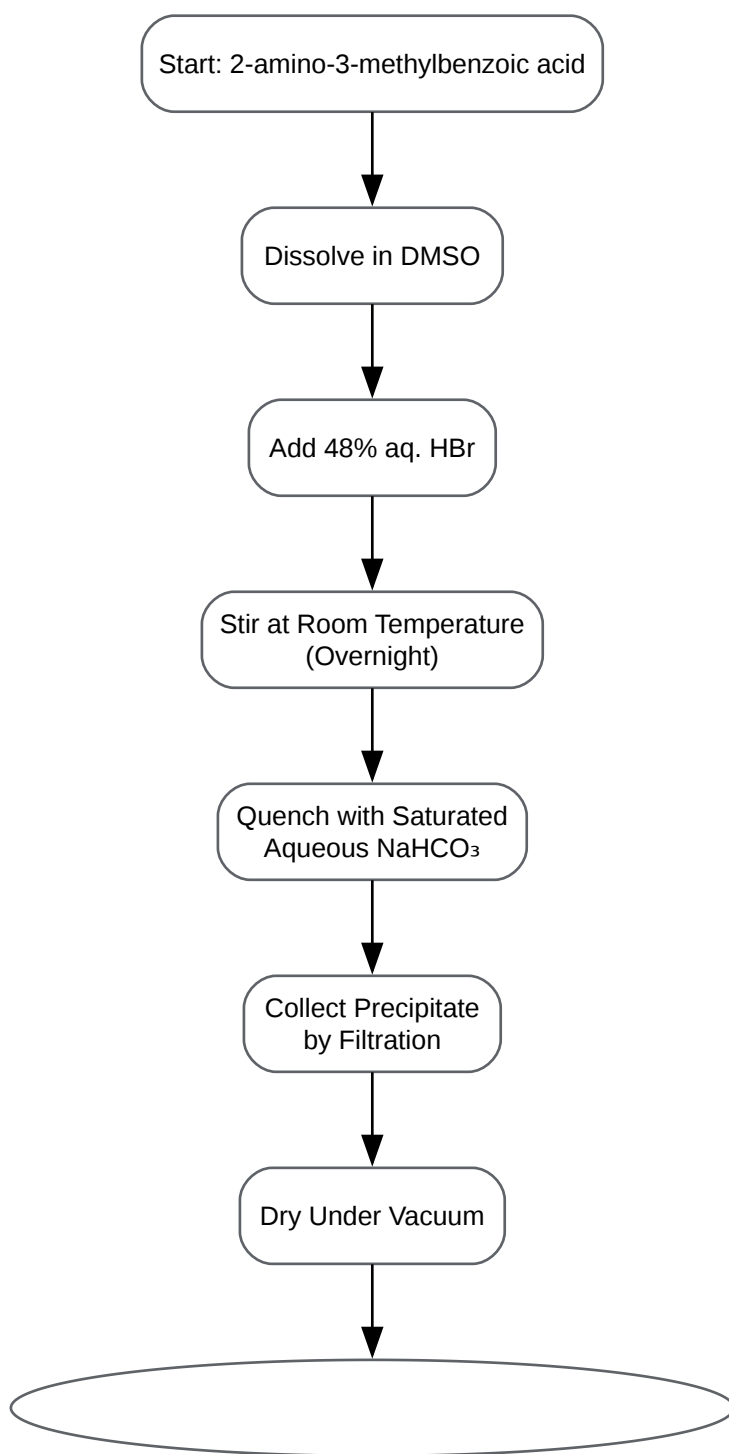 Start: 2-amino-3-methylbenzoic acid
Dissolve in DMSO
Add 48% aq. HBr
Stir at Room Temperature
(Overnight)
Quench with Saturated
Aqueous NaHCO₃
Collect Precipitate
by Filtration
Dry Under Vacuum